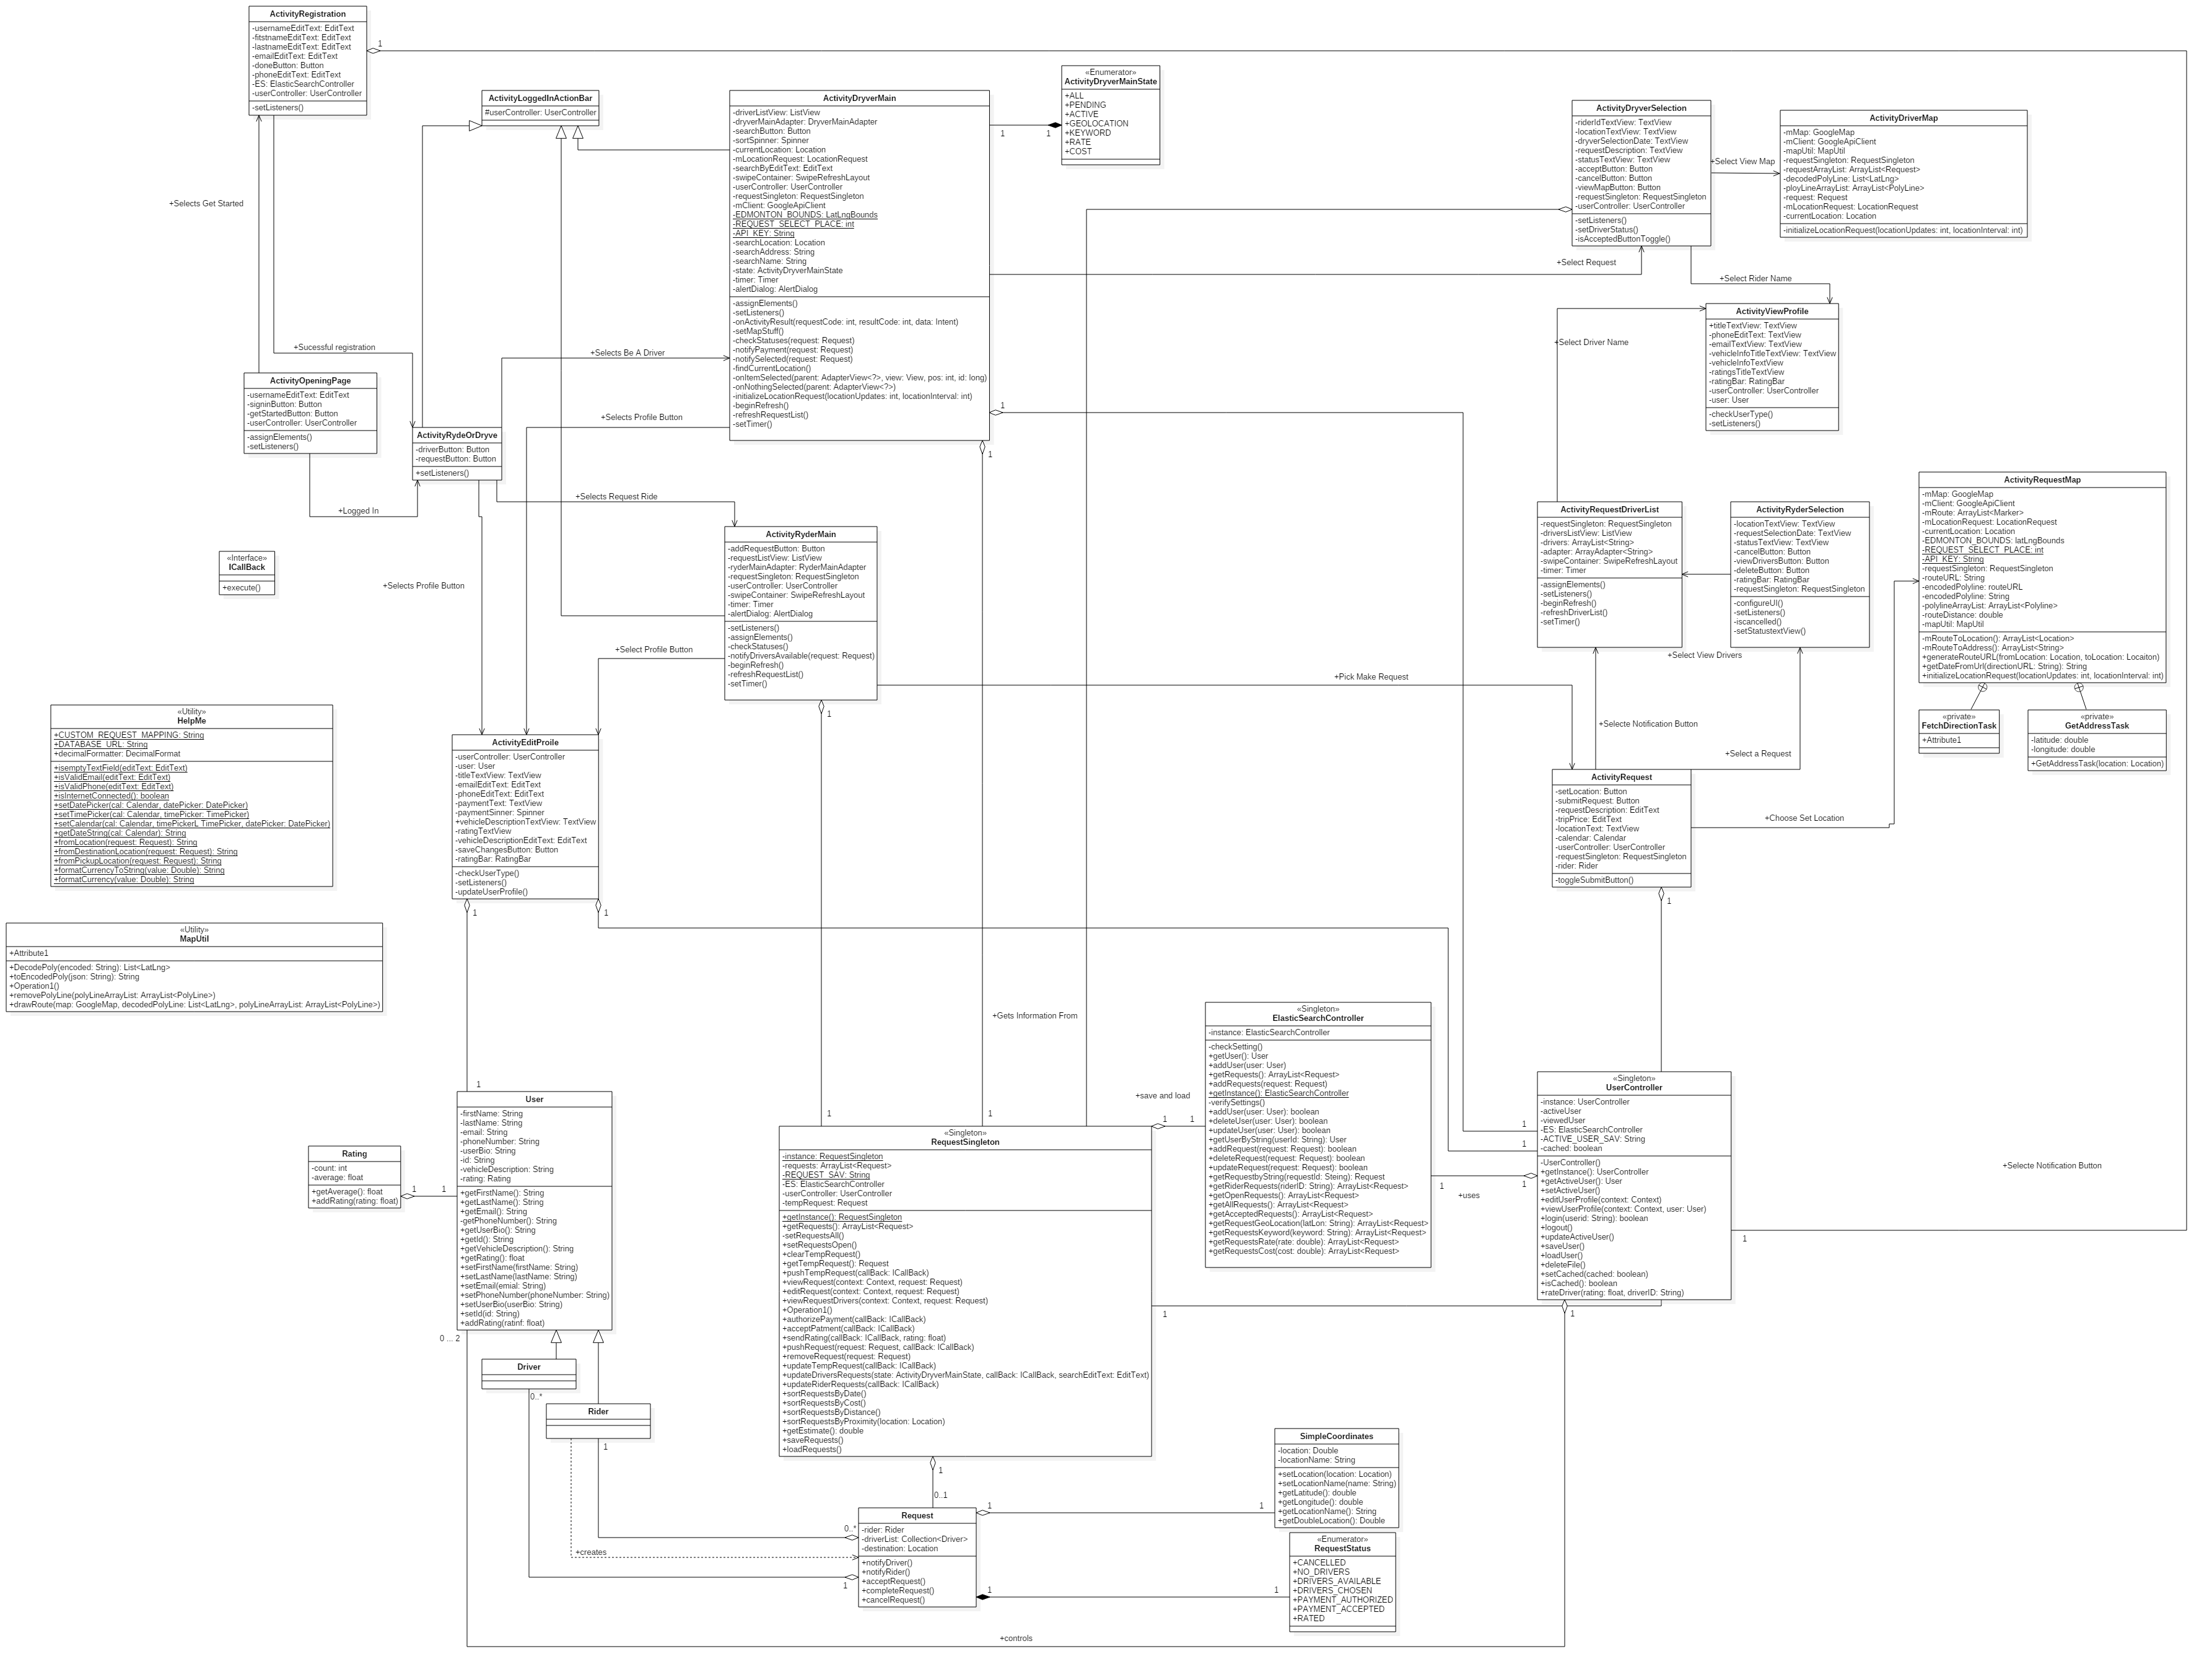 ActivityRegistration
-usernameEditText: EditText
-fitstnameEditText: EditText
-lastnameEditText: EditText
-emailEditText: EditText
-doneButton: Button
-phoneEditText: EditText
-ES: ElasticSearchController
-userController: UserController
-setListeners()
1
+Selects Get Started
+Sucessful registration
ActivityLoggedInActionBar
#userController: UserController
ActivityDryverMain
-driverListView: ListView
-dryverMainAdapter: DryverMainAdapter
-searchButton: Button
-sortSpinner: Spinner
-currentLocation: Location
-mLocationRequest: LocationRequest
-searchByEditText: EditText
-swipeContainer: SwipeRefreshLayout
-userController: UserController
-requestSingleton: RequestSingleton
-mClient: GoogleApiClient
-EDMONTON_BOUNDS: LatLngBounds
-REQUEST_SELECT_PLACE: int
-API_KEY: String
-searchLocation: Location
-searchAddress: String
-searchName: String
-state: ActivityDryverMainState
-timer: Timer
-alertDialog: AlertDialog
-assignElements()
-setListeners()
-onActivityResult(requestCode: int, resultCode: int, data: Intent)
-setMapStuff()
-checkStatuses(request: Request)
-notifyPayment(request: Request)
-notifySelected(request: Request)
-findCurrentLocation()
-onItemSelected(parent: AdapterView<?>, view: View, pos: int, id: long)
-onNothingSelected(parent: AdapterView<?>)
-initializeLocationRequest(locationUpdates: int, locationInterval: int)
-beginRefresh()
-refreshRequestList()
-setTimer()
1
1
«Enumerator»
ActivityDryverMainState
+ALL
+PENDING
+ACTIVE
+GEOLOCATION
+KEYWORD
+RATE
+COST
ActivityDryverSelection
-riderIdTextView: TextView
-locationTextView: TextView
-dryverSelectionDate: TextView
-requestDescription: TextView
-statusTextView: TextView
-acceptButton: Button
-cancelButton: Button
-viewMapButton: Button
-requestSingleton: RequestSingleton
-userController: UserController
-setListeners()
-setDriverStatus()
-isAcceptedButtonToggle()
+Select View Map
ActivityDriverMap
-mMap: GoogleMap
-mClient: GoogleApiClient
-mapUtil: MapUtil
-requestSingleton: RequestSingleton
-requestArrayList: ArrayList<Request>
-decodedPolyLine: List<LatLng>
-ployLineArrayList: ArrayList<PolyLine>
-request: Request
-mLocationRequest: LocationRequest
-currentLocation: Location
-initializeLocationRequest(locationUpdates: int, locationInterval: int)
+Select Request
+Select Rider Name
ActivityViewProfile
+titleTextView: TextView
-phoneEditText: TextView
-emailTextView: TextView
-vehicleInfoTitleTextView: TextView
-vehicleInfoTextView
-ratingsTitleTextView
-ratingBar: RatingBar
-userController: UserController
-user: User
-checkUserType()
-setListeners()
+Select Driver Name
ActivityOpeningPage
-usernameEditText: EditText
-signinButton: Button
-getStartedButton: Button
-userController: UserController
-assignElements()
-setListeners()
+Logged In
ActivityRydeOrDryve
-driverButton: Button
-requestButton: Button
+setListeners()
+Selects Be A Driver
+Selects Profile Button
+Selects Request Ride
+Selects Profile Button
1
1
«Interface»
ICallBack
+execute()
ActivityRyderMain
-addRequestButton: Button
-requestListView: ListView
-ryderMainAdapter: RyderMainAdapter
-requestSingleton: RequestSingleton
-userController: UserController
-swipeContainer: SwipeRefreshLayout
-timer: Timer
-alertDialog: AlertDialog
-setListeners()
-assignElements()
-checkStatuses()
-notifyDriversAvailable(request: Request)
-beginRefresh()
-refreshRequestList()
-setTimer()
1
+Select Profile Button
+Pick Make Request
ActivityRequestDriverList
-requestSingleton: RequestSingleton
-driversListView: ListView
-drivers: ArrayList<String>
-adapter: ArrayAdapter<String>
-swipeContainer: SwipeRefreshLayout
-timer: Timer
-assignElements()
-setListeners()
-beginRefresh()
-refreshDriverList()
-setTimer()
ActivityRyderSelection
-locationTextView: TextView
-requestSelectionDate: TextView
-statusTextView: TextView
-cancelButton: Button
-viewDriversButton: Button
-deleteButton: Button
-ratingBar: RatingBar
-requestSingleton: RequestSingleton
-configureUI()
-setListeners()
-iscancelled()
-setStatustextView()
+Select View Drivers
ActivityRequestMap
-mMap: GoogleMap
-mClient: GoogleApiClient
-mRoute: ArrayList<Marker>
-mLocationRequest: LocationRequest
-currentLocation: Location
-EDMONTON_BOUNDS: latLngBounds
-REQUEST_SELECT_PLACE: int
-API_KEY: String
-requestSingleton: RequestSingleton
-routeURL: String
-encodedPolyline: routeURL
-encodedPolyline: String
-polylineArrayList: ArrayList<Polyline>
-routeDistance: double
-mapUtil: MapUtil
-mRouteToLocation(): ArrayList<Location>
-mRouteToAddress(): ArrayList<String>
+generateRouteURL(fromLocation: Location, toLocation: Locaiton)
+getDateFromUrl(directionURL: String): String
+initializeLocationRequest(locationUpdates: int, locationInterval: int)
«private»
FetchDirectionTask
+Attribute1
«private»
GetAddressTask
-latitude: double
-longitude: double
+GetAddressTask(location: Location)
+Selecte Notification Button
+Select a Request
+Choose Set Location
ActivityRequest
-setLocation: Button
-submitRequest: Button
-requestDescription: EditText
-tripPrice: EditText
-locationText: TextView
-calendar: Calendar
-userController: UserController
-requestSingleton: RequestSingleton
-rider: Rider
-toggleSubmitButton()
1
«Utility»
HelpMe
+CUSTOM_REQUEST_MAPPING: String
+DATABASE_URL: String
+decimalFormatter: DecimalFormat
+isemptyTextField(editText: EditText)
+isValidEmail(editText: EditText)
+isValidPhone(editText: EditText)
+isInternetConnected(): boolean
+setDatePicker(cal: Calendar, datePicker: DatePicker)
+setTimePicker(cal: Calendar, timePicker: TimePicker)
+setCalendar(cal: Calendar, timePickerL TimePicker, datePicker: DatePicker)
+getDateString(cal: Calendar): String
+fromLocation(request: Request): String
+fromDestinationLocation(request: Request): String
+fromPickupLocation(request: Request): String
+formatCurrencyToString(value: Double): String
+formatCurrency(value: Double): String
ActivityEditProile
-userController: UserController
-user: User
-titleTextView: TextView
-emailEditText: EditText
-phoneEditText: EditText
-paymentText: TextView
-paymentSinner: Spinner
+vehicleDescriptionTextView: TextView
-ratingTextView
-vehicleDescriptionEditText: EditText
-saveChangesButton: Button
-ratingBar: RatingBar
-checkUserType()
-setListeners()
-updateUserProfile()
1
1
«Utility»
MapUtil
+Attribute1
+DecodePoly(encoded: String): List<LatLng>
+toEncodedPoly(json: String): String
+Operation1()
+removePolyLine(polyLineArrayList: ArrayList<PolyLine>)
+drawRoute(map: GoogleMap, decodedPolyLine: List<LatLng>, polyLineArrayList: ArrayList<PolyLine>)
+Gets Information From
+save and load
1
1
«Singleton»
ElasticSearchController
-instance: ElasticSearchController
-checkSetting()
+getUser(): User
+addUser(user: User)
+getRequests(): ArrayList<Request>
+addRequests(request: Request)
+getInstance(): ElasticSearchController
-verifySettings()
+addUser(user: User): boolean
+deleteUser(user: User): boolean
+updateUser(user: User): boolean
+getUserByString(userId: String): User
+addRequest(request: Request): boolean
+deleteRequest(request: Request): boolean
+updateRequest(request: Request): boolean
+getRequestbyString(requestId: Steing): Request
+getRiderRequests(riderID: String): ArrayList<Request>
+getOpenRequests(): ArrayList<Request>
+getAllRequests(): ArrayList<Request>
+getAcceptedRequests(): ArrayList<Request>
+getRequestGeoLocation(latLon: String): ArrayList<Request>
+getRequestsKeyword(keyword: String): ArrayList<Request>
+getRequestsRate(rate: double): ArrayList<Request>
+getRequestsCost(cost: double): ArrayList<Request>
1
+uses
1
1
1
«Singleton»
UserController
-instance: UserController
-activeUser
-viewedUser
-ES: ElasticSearchController
-ACTIVE_USER_SAV: String
-cached: boolean
-UserController()
+getInstance(): UserController
+getActiveUser(): User
+setActiveUser()
+editUserProfile(context: Context)
+viewUserProfile(context: Context, user: User)
+login(userid: String): boolean
+logout()
+updateActiveUser()
+saveUser()
+loadUser()
+deleteFile()
+setCached(cached: boolean)
+isCached(): boolean
+rateDriver(rating: float, driverID: String)
1
1
+Selecte Notification Button
1
User
-firstName: String
-lastName: String
-email: String
-phoneNumber: String
-userBio: String
-id: String
-vehicleDescription: String
-rating: Rating
+getFirstName(): String
+getLastName(): String
+getEmail(): String
-getPhoneNumber(): String
+getUserBio(): String
+getId(): String
+getVehicleDescription(): String
+getRating(): float
+setFirstName(firstName: String)
+setLastName(lastName: String)
+setEmail(emial: String)
+setPhoneNumber(phoneNumber: String)
+setUserBio(userBio: String)
+setId(id: String)
+addRating(ratinf: float)
0 ... 2
Rating
-count: int
-average: float
+getAverage(): float
+addRating(rating: float)
1
1
Driver
0..*
Rider
1
1
1
«Singleton»
RequestSingleton
-instance: RequestSingleton
-requests: ArrayList<Request>
-REQUEST_SAV: String
-ES: ElasticSearchController
-userController: UserController
-tempRequest: Request
+getInstance(): RequestSingleton
+getRequests(): ArrayList<Request>
-setRequestsAll()
+setRequestsOpen()
+clearTempRequest()
+getTempRequest(): Request
+pushTempRequest(callBack: ICallBack)
+viewRequest(context: Context, request: Request)
+editRequest(context: Context, request: Request)
+viewRequestDrivers(context: Context, request: Request)
+Operation1()
+authorizePayment(callBack: ICallBack)
+acceptPatment(callBack: ICallBack)
+sendRating(callBack: ICallBack, rating: float)
+pushRequest(request: Request, callBack: ICallBack)
+removeRequest(request: Request)
+updateTempRequest(callBack: ICallBack)
+updateDriversRequests(state: ActivityDryverMainState, callBack: ICallBack, searchEditText: EditText)
+updateRiderRequests(callBack: ICallBack)
+sortRequestsByDate()
+sortRequestsByCost()
+sortRequestsByDistance()
+sortRequestsByProximity(location: Location)
+getEstimate(): double
+saveRequests()
+loadRequests()
1
1
0..1
Request
-rider: Rider
-driverList: Collection<Driver>
-destination: Location
+notifyDriver()
+notifyRider()
+acceptRequest()
+completeRequest()
+cancelRequest()
0..*
+creates
1
1
1
SimpleCoordinates
-location: Double
-locationName: String
+setLocation(location: Location)
+setLocationName(name: String)
+getLatitude(): double
+getLongitude(): double
+getLocationName(): String
+getDoubleLocation(): Double
1
1
«Enumerator»
RequestStatus
+CANCELLED
+NO_DRIVERS
+DRIVERS_AVAILABLE
+DRIVERS_CHOSEN
+PAYMENT_AUTHORIZED
+PAYMENT_ACCEPTED
+RATED
+controls